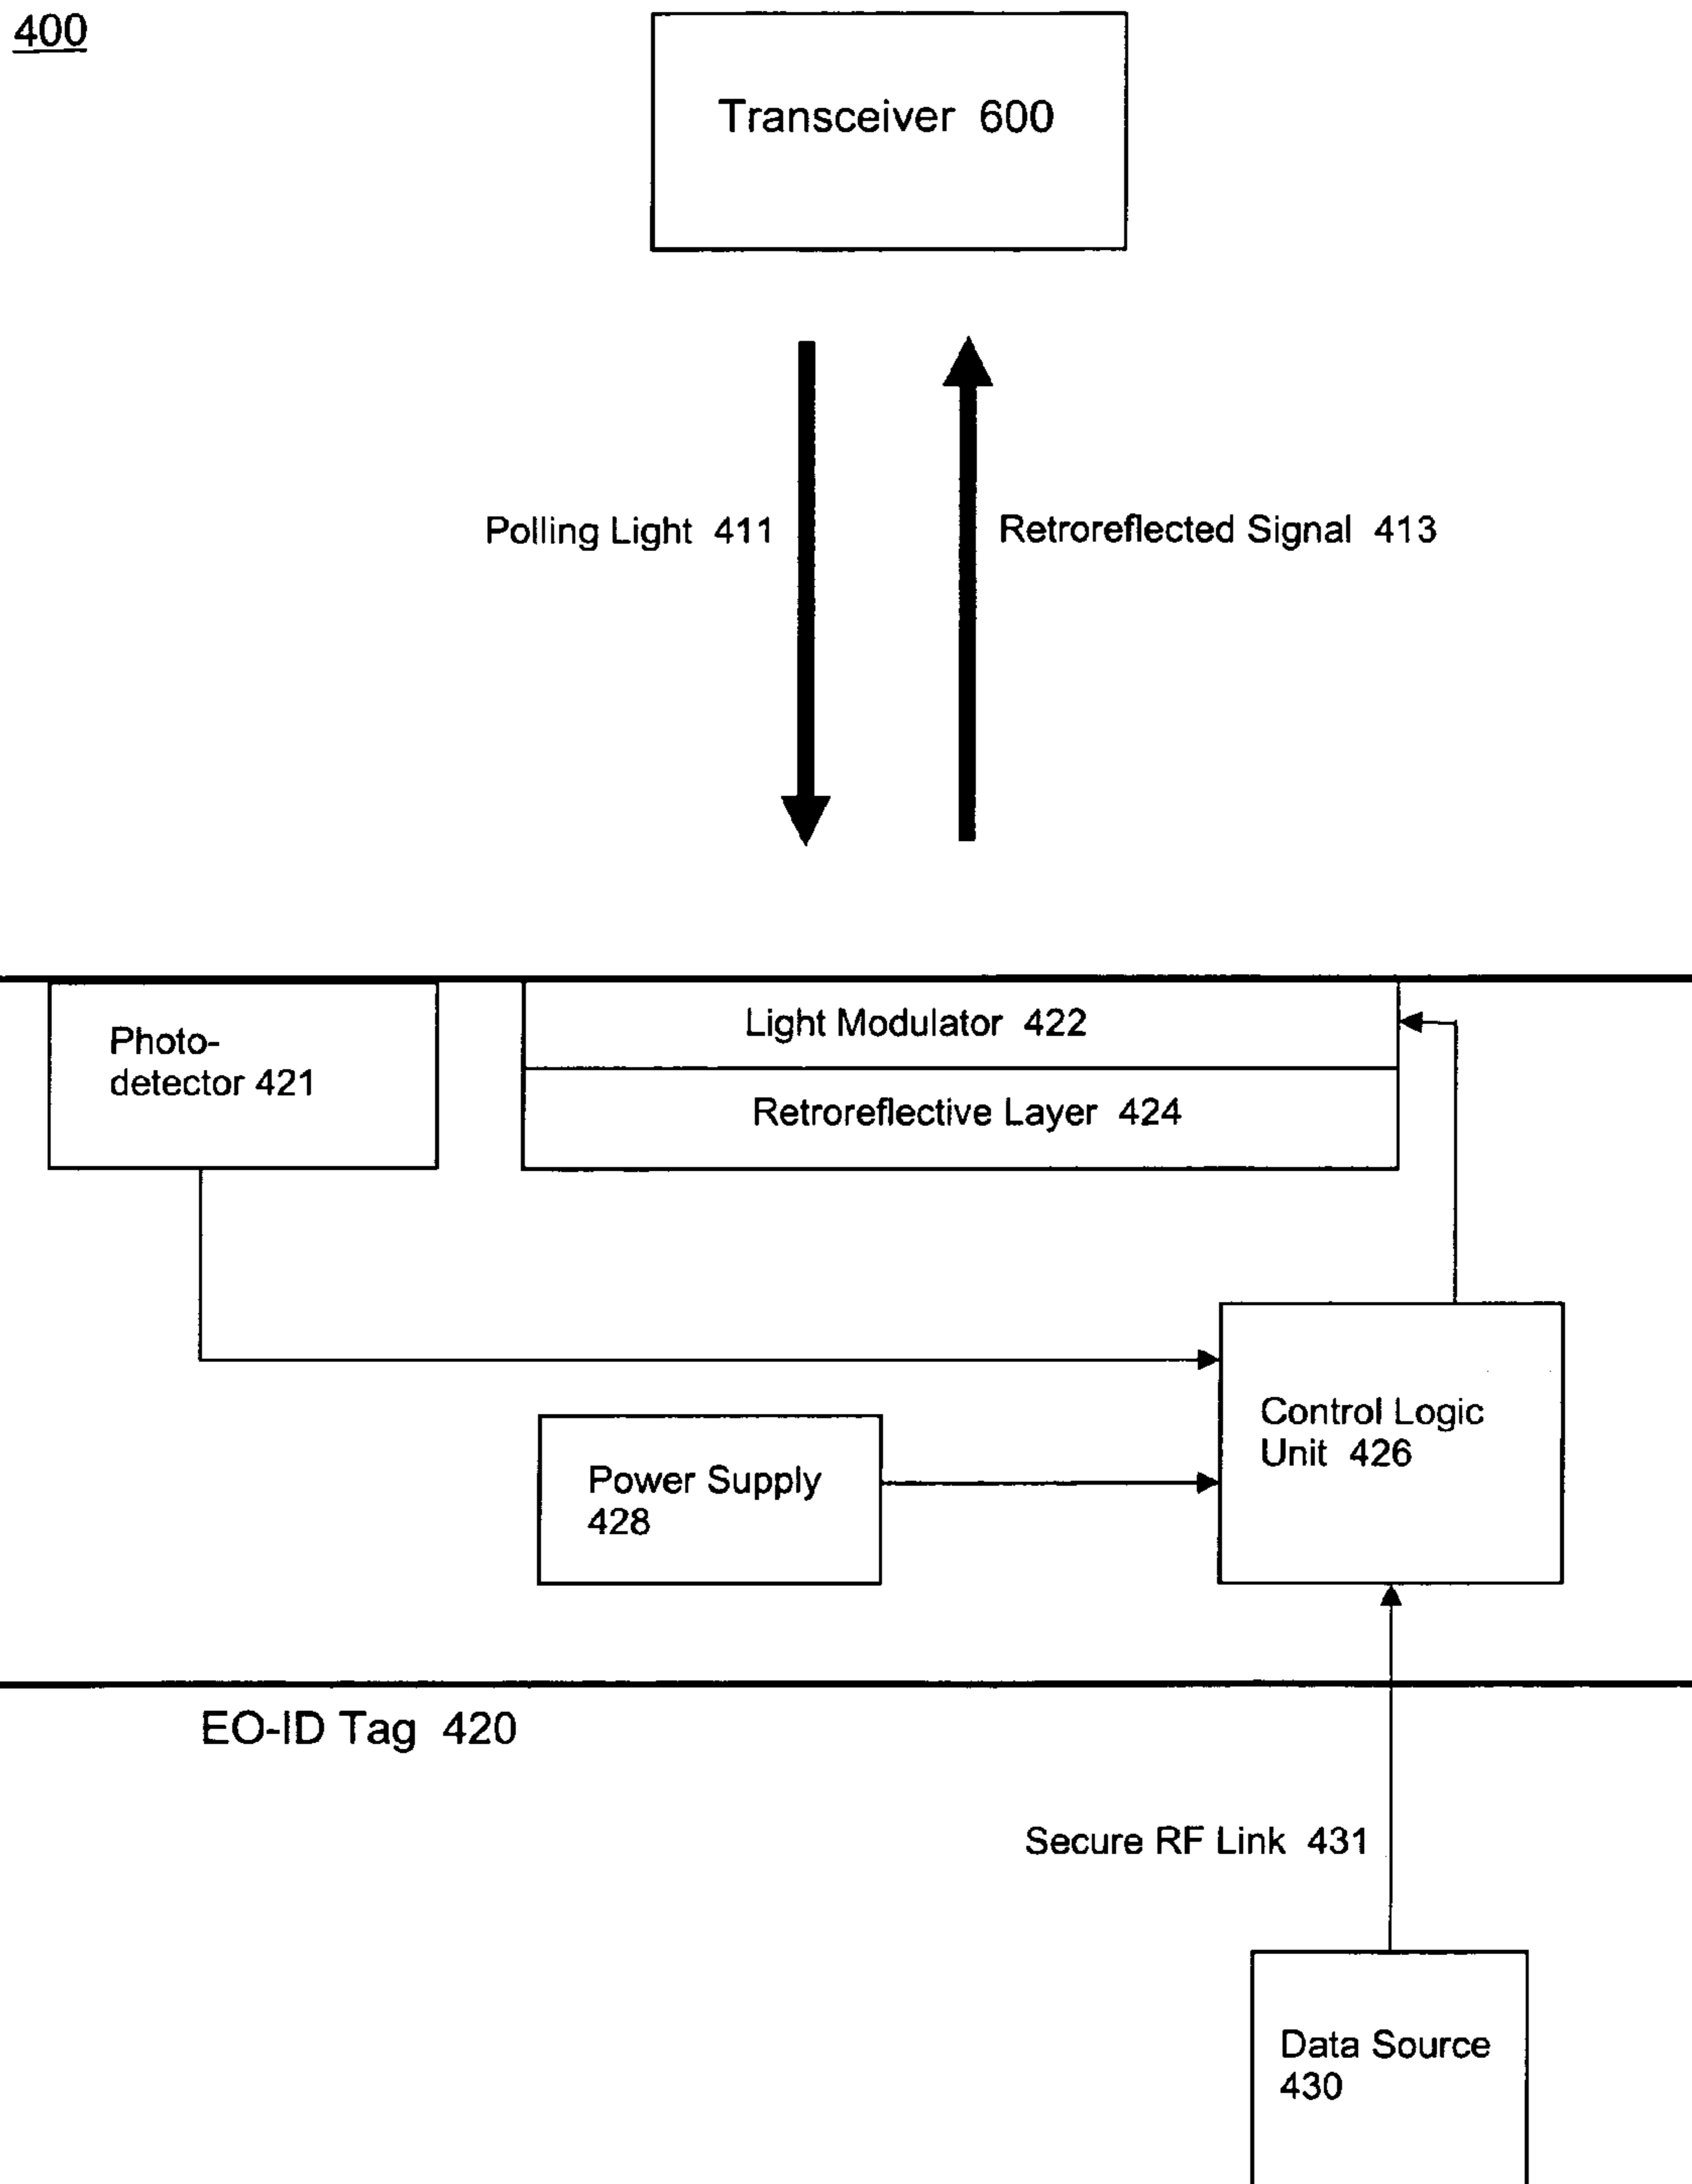 400
Transceiver 600
Polling Light 411
Retroreflected Signal 413
Photo-
detector 421
Light Modulator 422
Retroreflective Layer 424
Control Logic
Unit 426
Power Supply
428
EO-ID Tag 420
Secure RF Link 431
Data Source
430